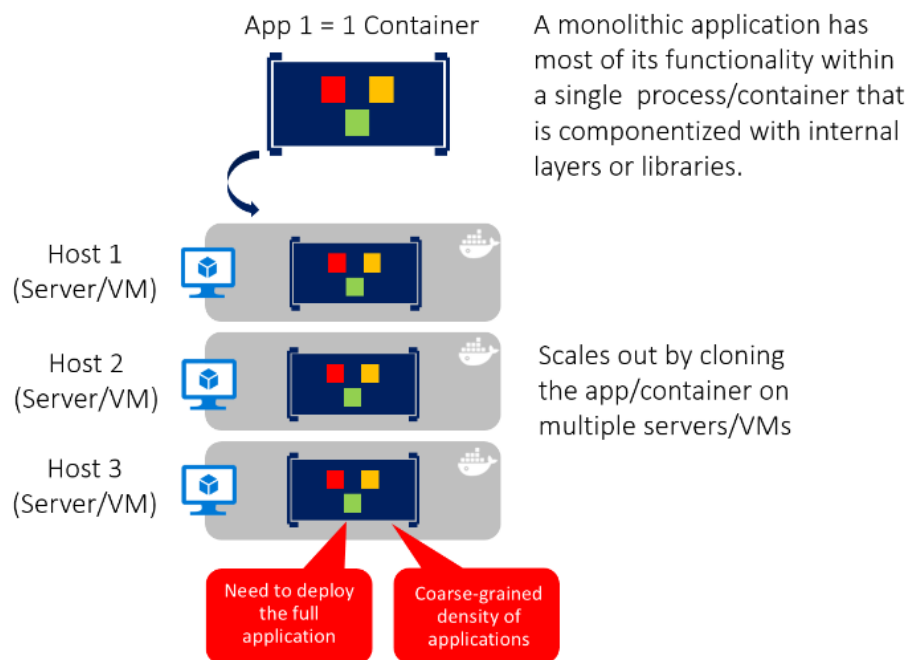 App 1 = 1 Container
A monolithic application has
most of its functionality within
a single process/container that
is componentized with internal
layers or libraries.
Host 1
(Server/VM)
Host 2
(Server/VM)
Scales out by cloning
the app/container on
multiple servers/VMs
Host 3
(Server/VM)
Need to deploy
the full
application
Coarse-grained
density of
applications